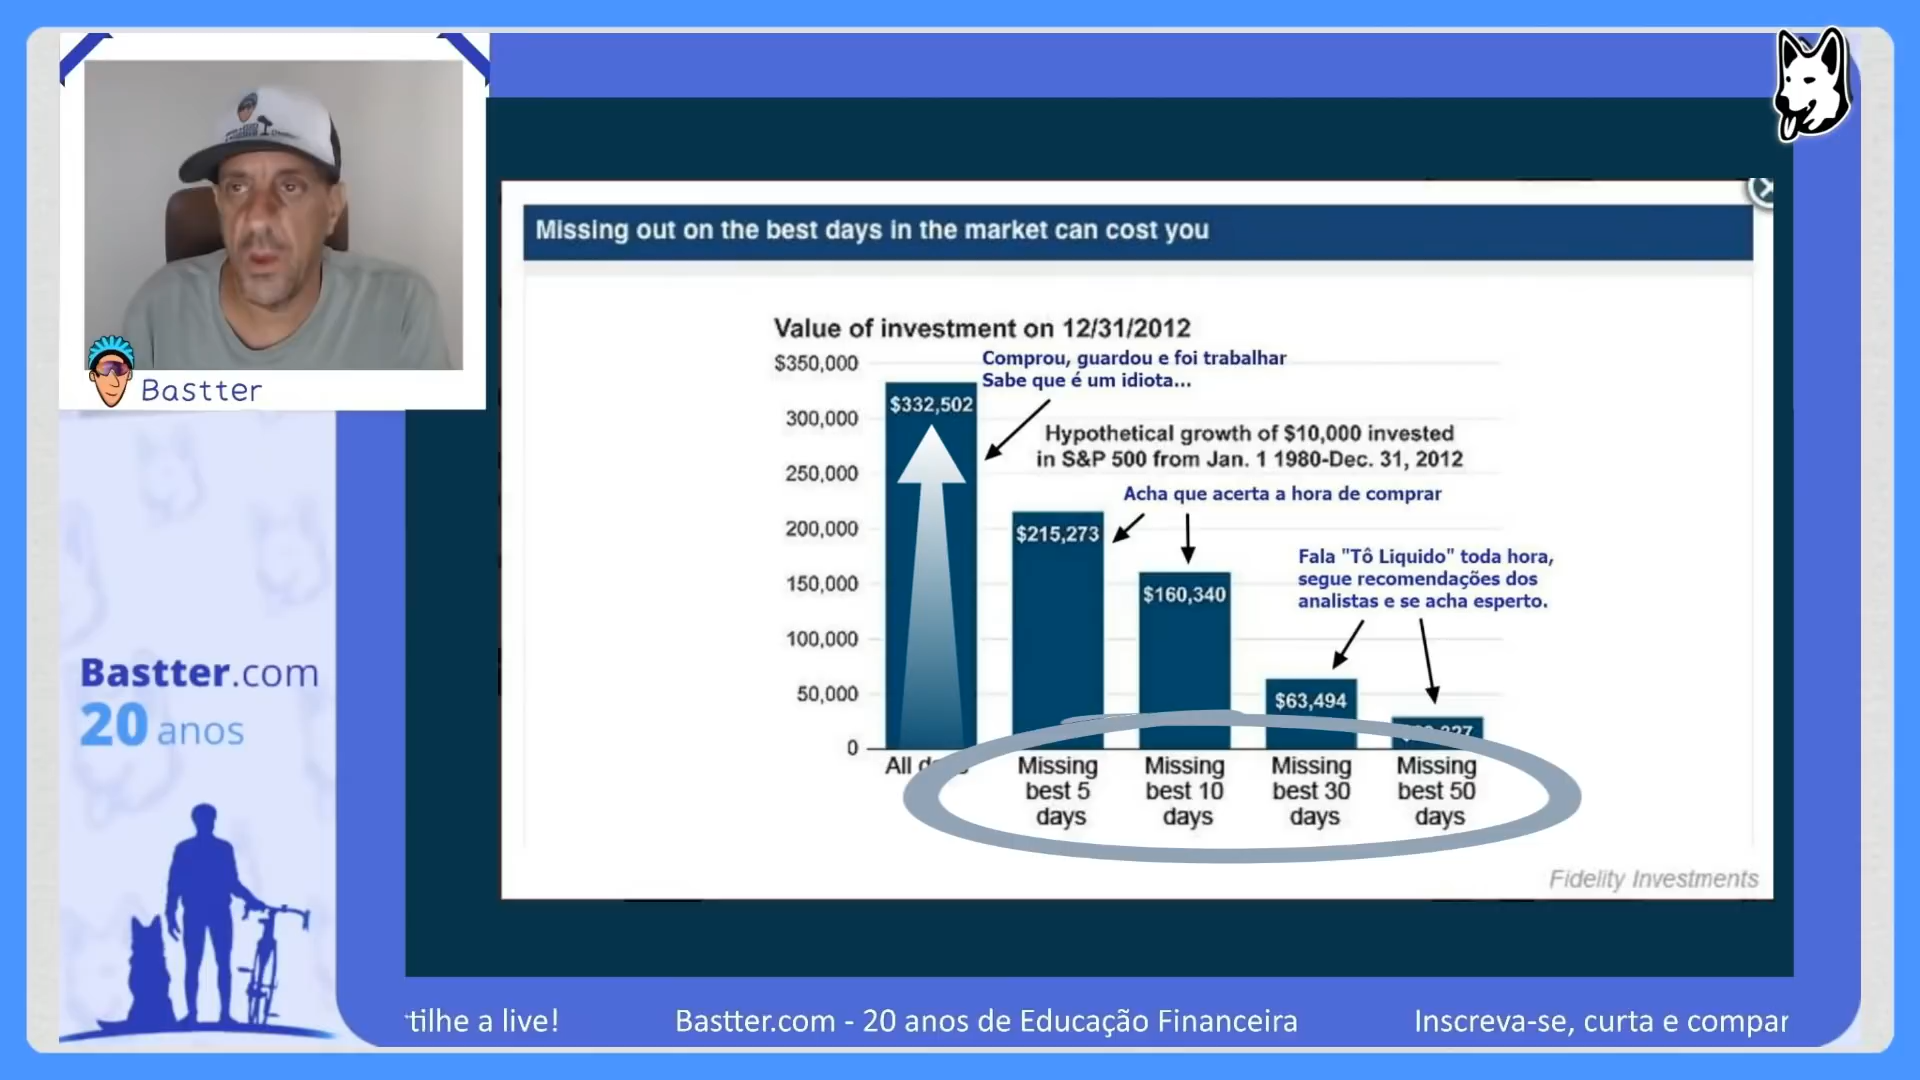 Bastter
Bastter.com
20 anos
Missing out on the best days in the market can cost you
Value of investment on 12/31/2012
$350,000
300,000
250,000
200,000
150,000
100,000
50,000
0
Comprou, guardou e foi trabalhar
Sabe que é um idiota...
Hypothetical growth of $10,000 invested
in S&P 500 from Jan. 1 1980-Dec. 31, 2012
Acha que acerta a hora de comprar
Fala "Tô Liquido" toda hora,
segue recomendações dos
analistas e se acha esperto.
$332,502
$215,273
$160,340
$63,494
All
Missing
best 5
days
Missing
best 10
days
Missing
best 30
days
Missing
best 50
days
Fidelity Investments
tilhe a live!
Bastter.com - 20 anos de Educação Financeira
Inscreva-se, curta e compar